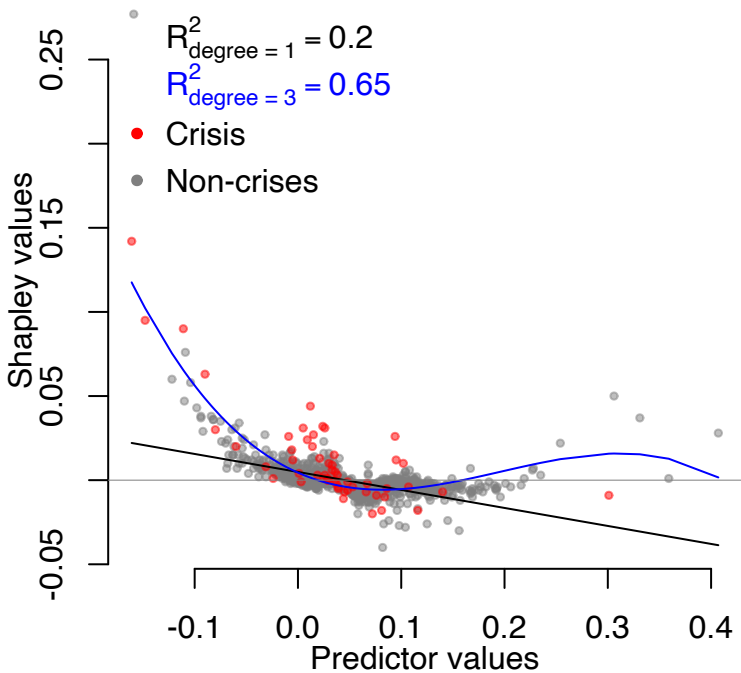 R²degree = 1 = 0.2
R²degree = 3 = 0.65
Crisis
Non-crises
Shapley values
0.25
0.15
0.05
-0.05
-0.1
0.0
0.1
0.2
0.3
0.4
Predictor values